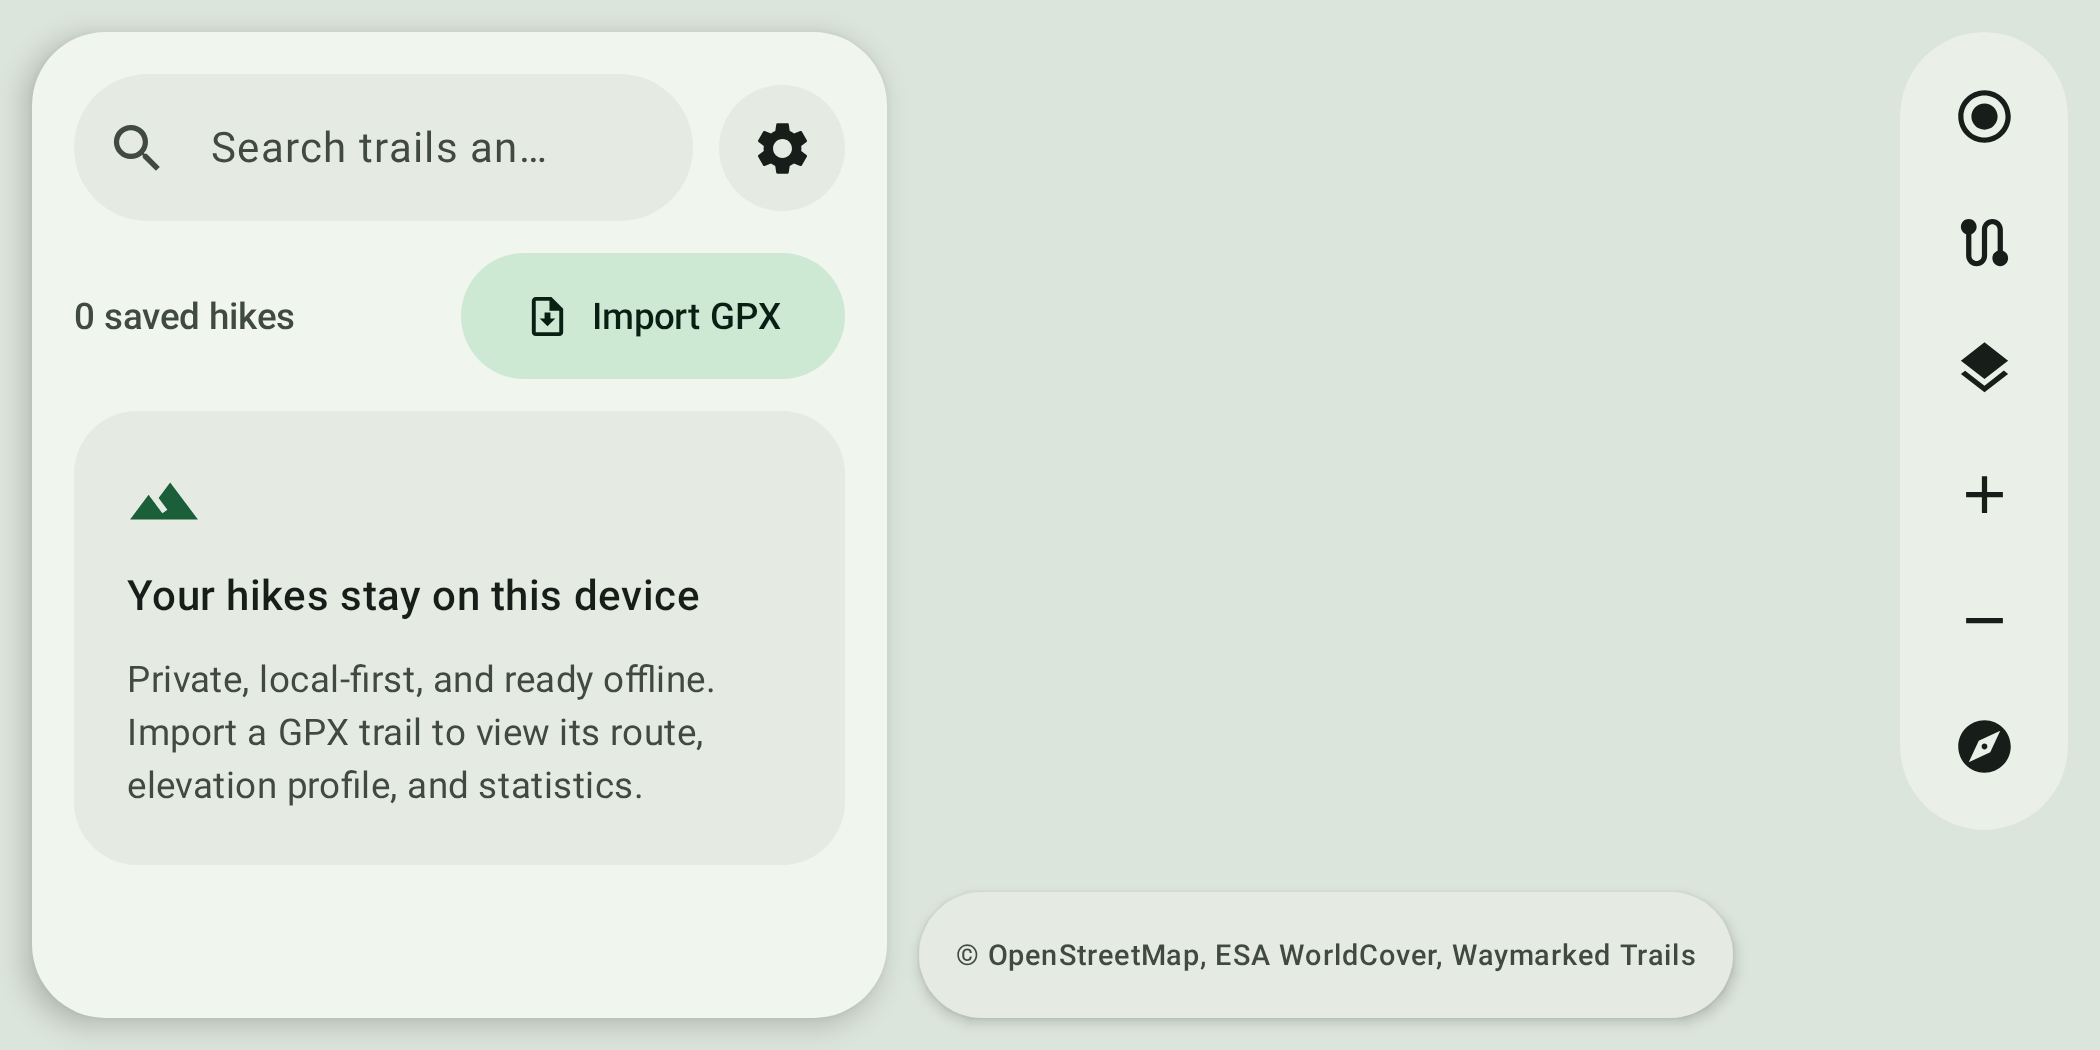 Search trails an…
0 saved hikes
Import GPX
Your hikes stay on this device
Private, local-first, and ready offline.
Import a GPX trail to view its route,
elevation profile, and statistics.
© OpenStreetMap, ESA WorldCover, Waymarked Trails